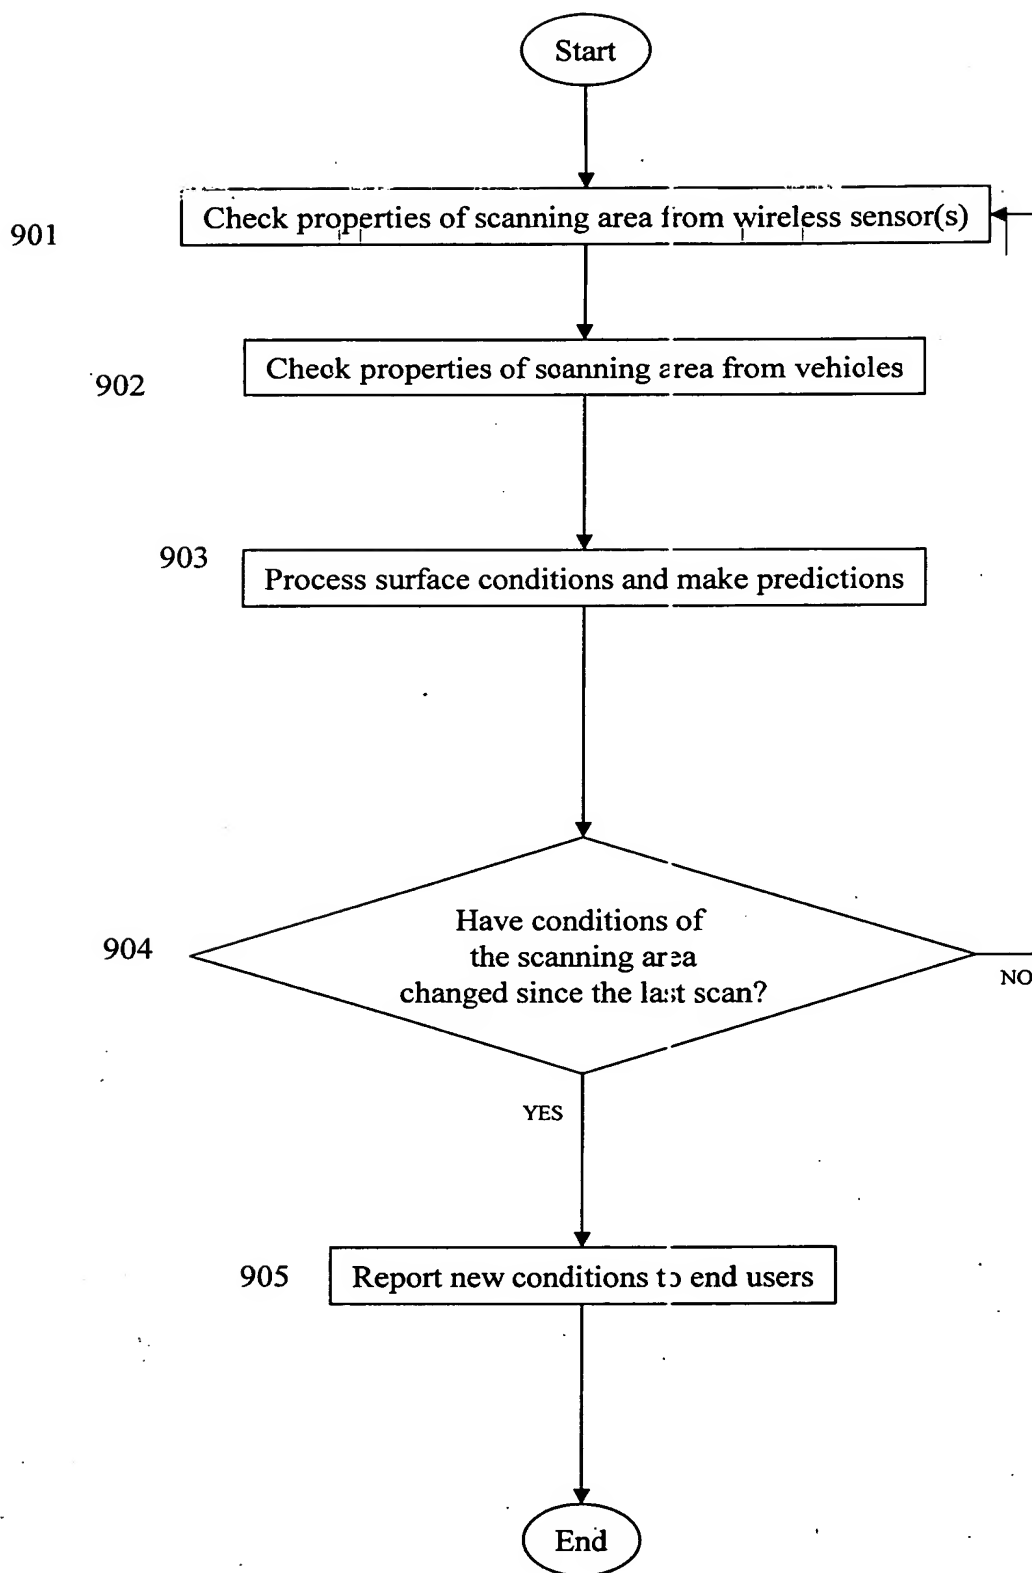 Start
901
Check properties of scanning area from wireless sensor(s)
902
Check properties of scanning area from vehicles
903
Process surface conditions and make predictions
904
Have conditions of
the scanning area
changed since the last scan?
NO
YES
905
Report new conditions to end users
End